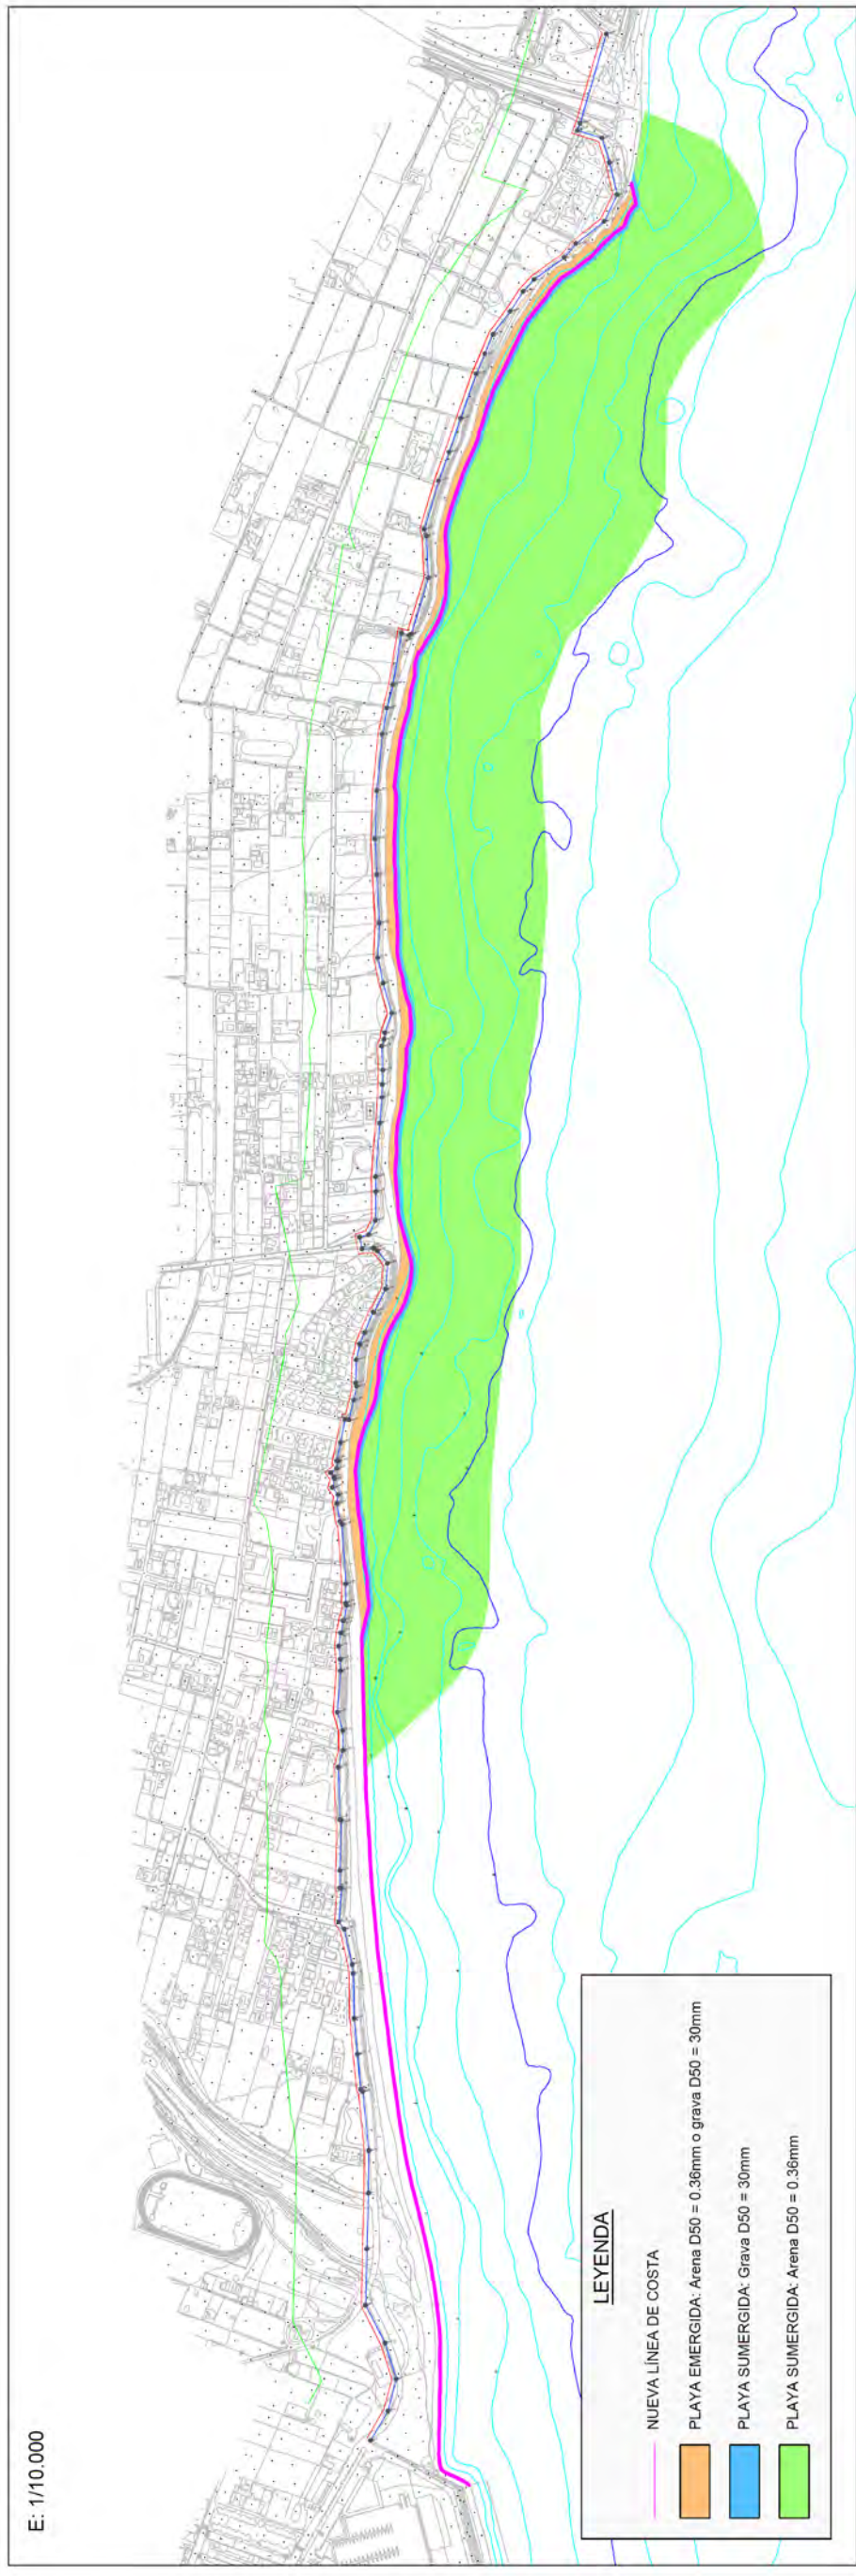 E: 1/10.000
LEYENDA
NUEVA LÍNEA DE COSTA
PLAYA EMERGIDA: Arena D50 = 0.36mm o grava D50 = 30mm
PLAYA SUMERGIDA: Grava D50 = 30mm
PLAYA SUMERGIDA: Arena D50 = 0.36mm